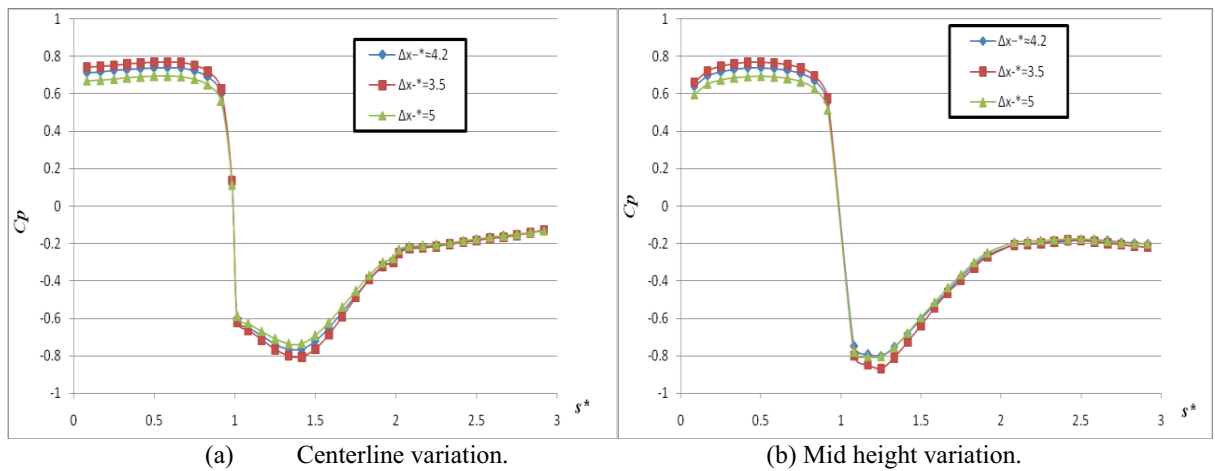 1
0.8
0.6
0.4
0.2
0
-0.2
-0.4
-0.6
-0.8
-1
Cp
0 0.5 1 1.5 2 2.5 3
s*
Δx-*≈4.2
Δx-*=3.5
Δx-*=5
(a) Centerline variation.
1
0.8
0.6
0.4
0.2
0
-0.2
-0.4
-0.6
-0.8
-1
Cp
0 0.5 1 1.5 2 2.5 3
s*
Δx-*≈4.2
Δx-*=3.5
Δx-*=5
(b) Mid height variation.